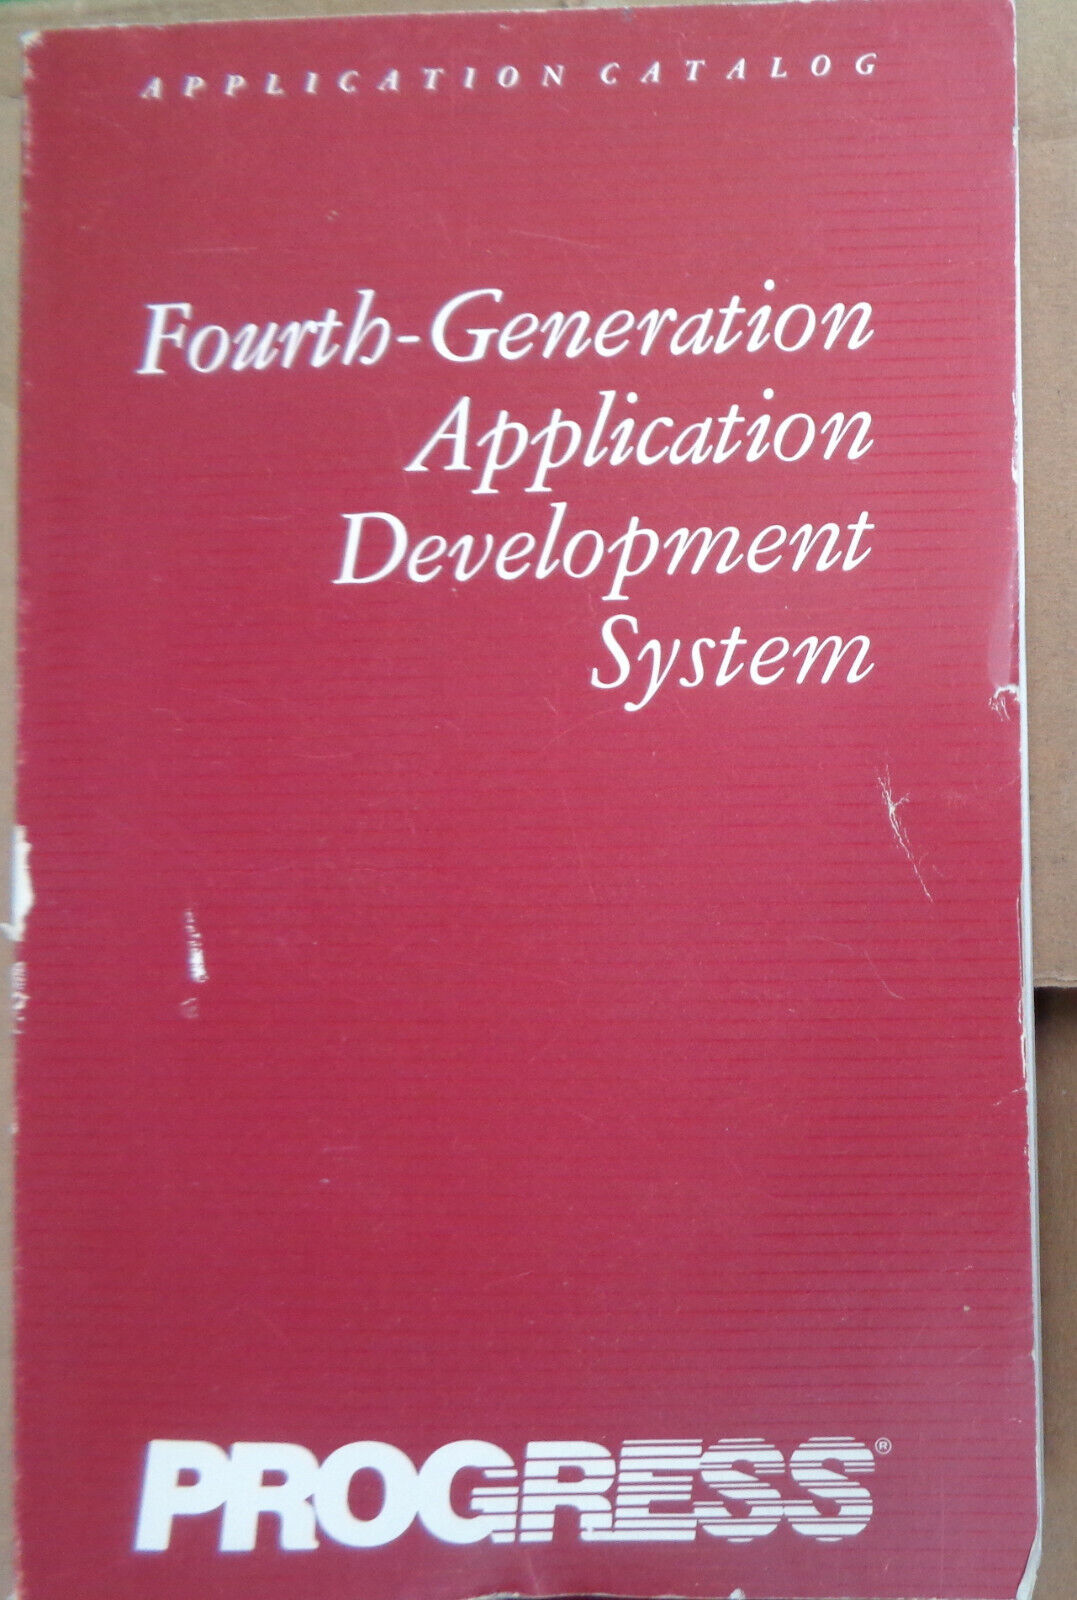 APPLICATION CATALOG
Fourth-Generation
Application
Development
System
PROGRESS®